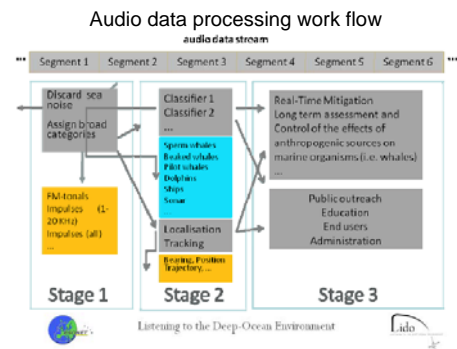 Audio data processing work flow
audio data stream
... Segment 1 Segment 2 Segment 3 Segment 4 Segment 5 Segment 6 ...
Discard sea
noise
Assign broad
categories
FM-tonals
Impulses (1-
20 KHz)
Impulses (all)
...
Stage 1
Classifier 1
Classifier 2
...
Sperm whales
Beaked whales
Pilot whales
Dolphins
Ships
Sonar
...
Localisation
Tracking
Bearing, Position
Trajectory, ...
Stage 2
Real-Time Mitigation
Long term assessment and
Control of the effects of
anthropogenic sources on
marine organisms (i.e. whales)
...
Public outreach
Education
End users
Administration
Stage 3
Listening to the Deep-Ocean Environment
Lido